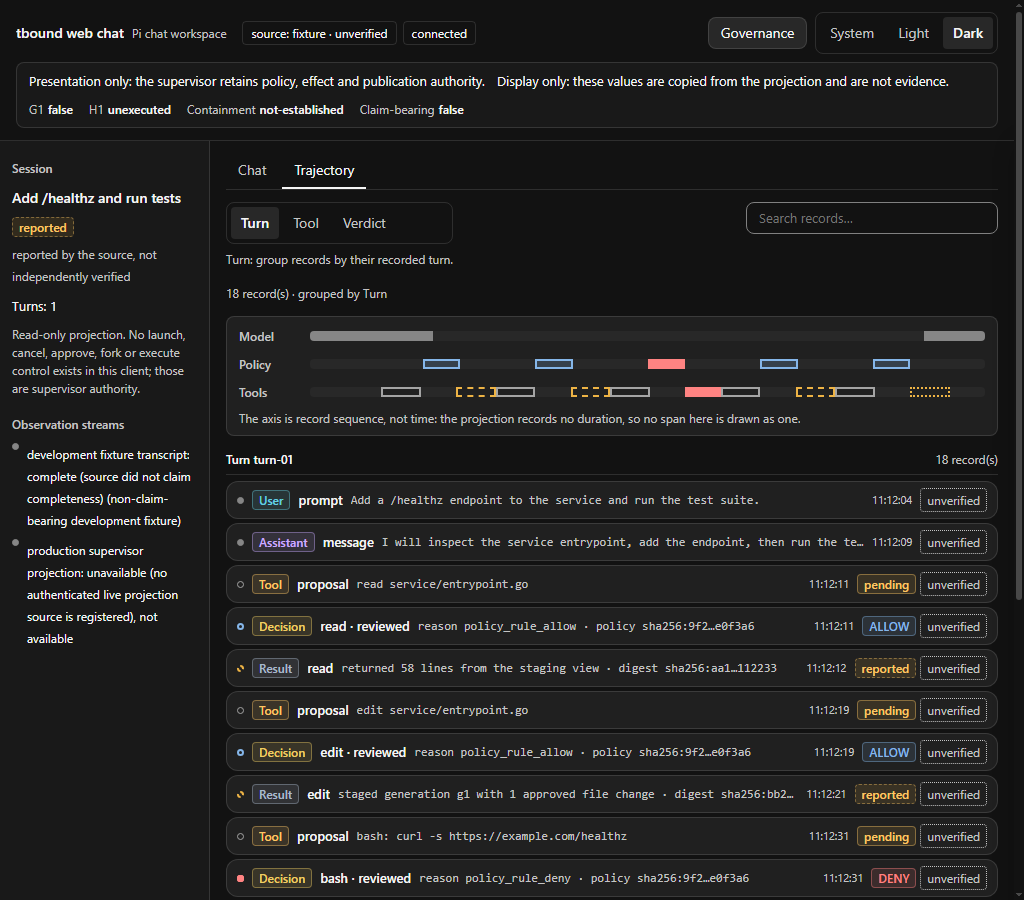 tbound web chat Pi chat workspace source: fixture · unverified connected Governance System Light Dark
Presentation only: the supervisor retains policy, effect and publication authority. Display only: these values are copied from the projection and are not evidence.
G1 false H1 unexecuted Containment not-established Claim-bearing false
Session
Add /healthz and run tests
reported
reported by the source, not
independently verified
Turns: 1
Read-only projection. No launch,
cancel, approve, fork or execute
control exists in this client; those
are supervisor authority.
Observation streams
development fixture transcript:
complete (source did not claim
completeness) (non-claim-
bearing development fixture)
production supervisor
projection: unavailable (no
authenticated live projection
source is registered), not
available
Chat Trajectory
Turn Tool Verdict
Search records...
Turn: group records by their recorded turn.
18 record(s) · grouped by Turn
Model
Policy
Tools
The axis is record sequence, not time: the projection records no duration, so no span here is drawn as one.
Turn turn-01 18 record(s)
User prompt Add a /healthz endpoint to the service and run the test suite. 11:12:04 unverified
Assistant message I will inspect the service entrypoint, add the endpoint, then run the te… 11:12:09 unverified
Tool proposal read service/entrypoint.go 11:12:11 pending unverified
Decision read · reviewed reason policy_rule_allow · policy sha256:9f2…e0f3a6 11:12:11 ALLOW unverified
Result read returned 58 lines from the staging view · digest sha256:aa1…112233 11:12:12 reported unverified
Tool proposal edit service/entrypoint.go 11:12:19 pending unverified
Decision edit · reviewed reason policy_rule_allow · policy sha256:9f2…e0f3a6 11:12:19 ALLOW unverified
Result edit staged generation g1 with 1 approved file change · digest sha256:bb2… 11:12:21 reported unverified
Tool proposal bash: curl -s https://example.com/healthz 11:12:31 pending unverified
Decision bash · reviewed reason policy_rule_deny · policy sha256:9f2…e0f3a6 11:12:31 DENY unverified